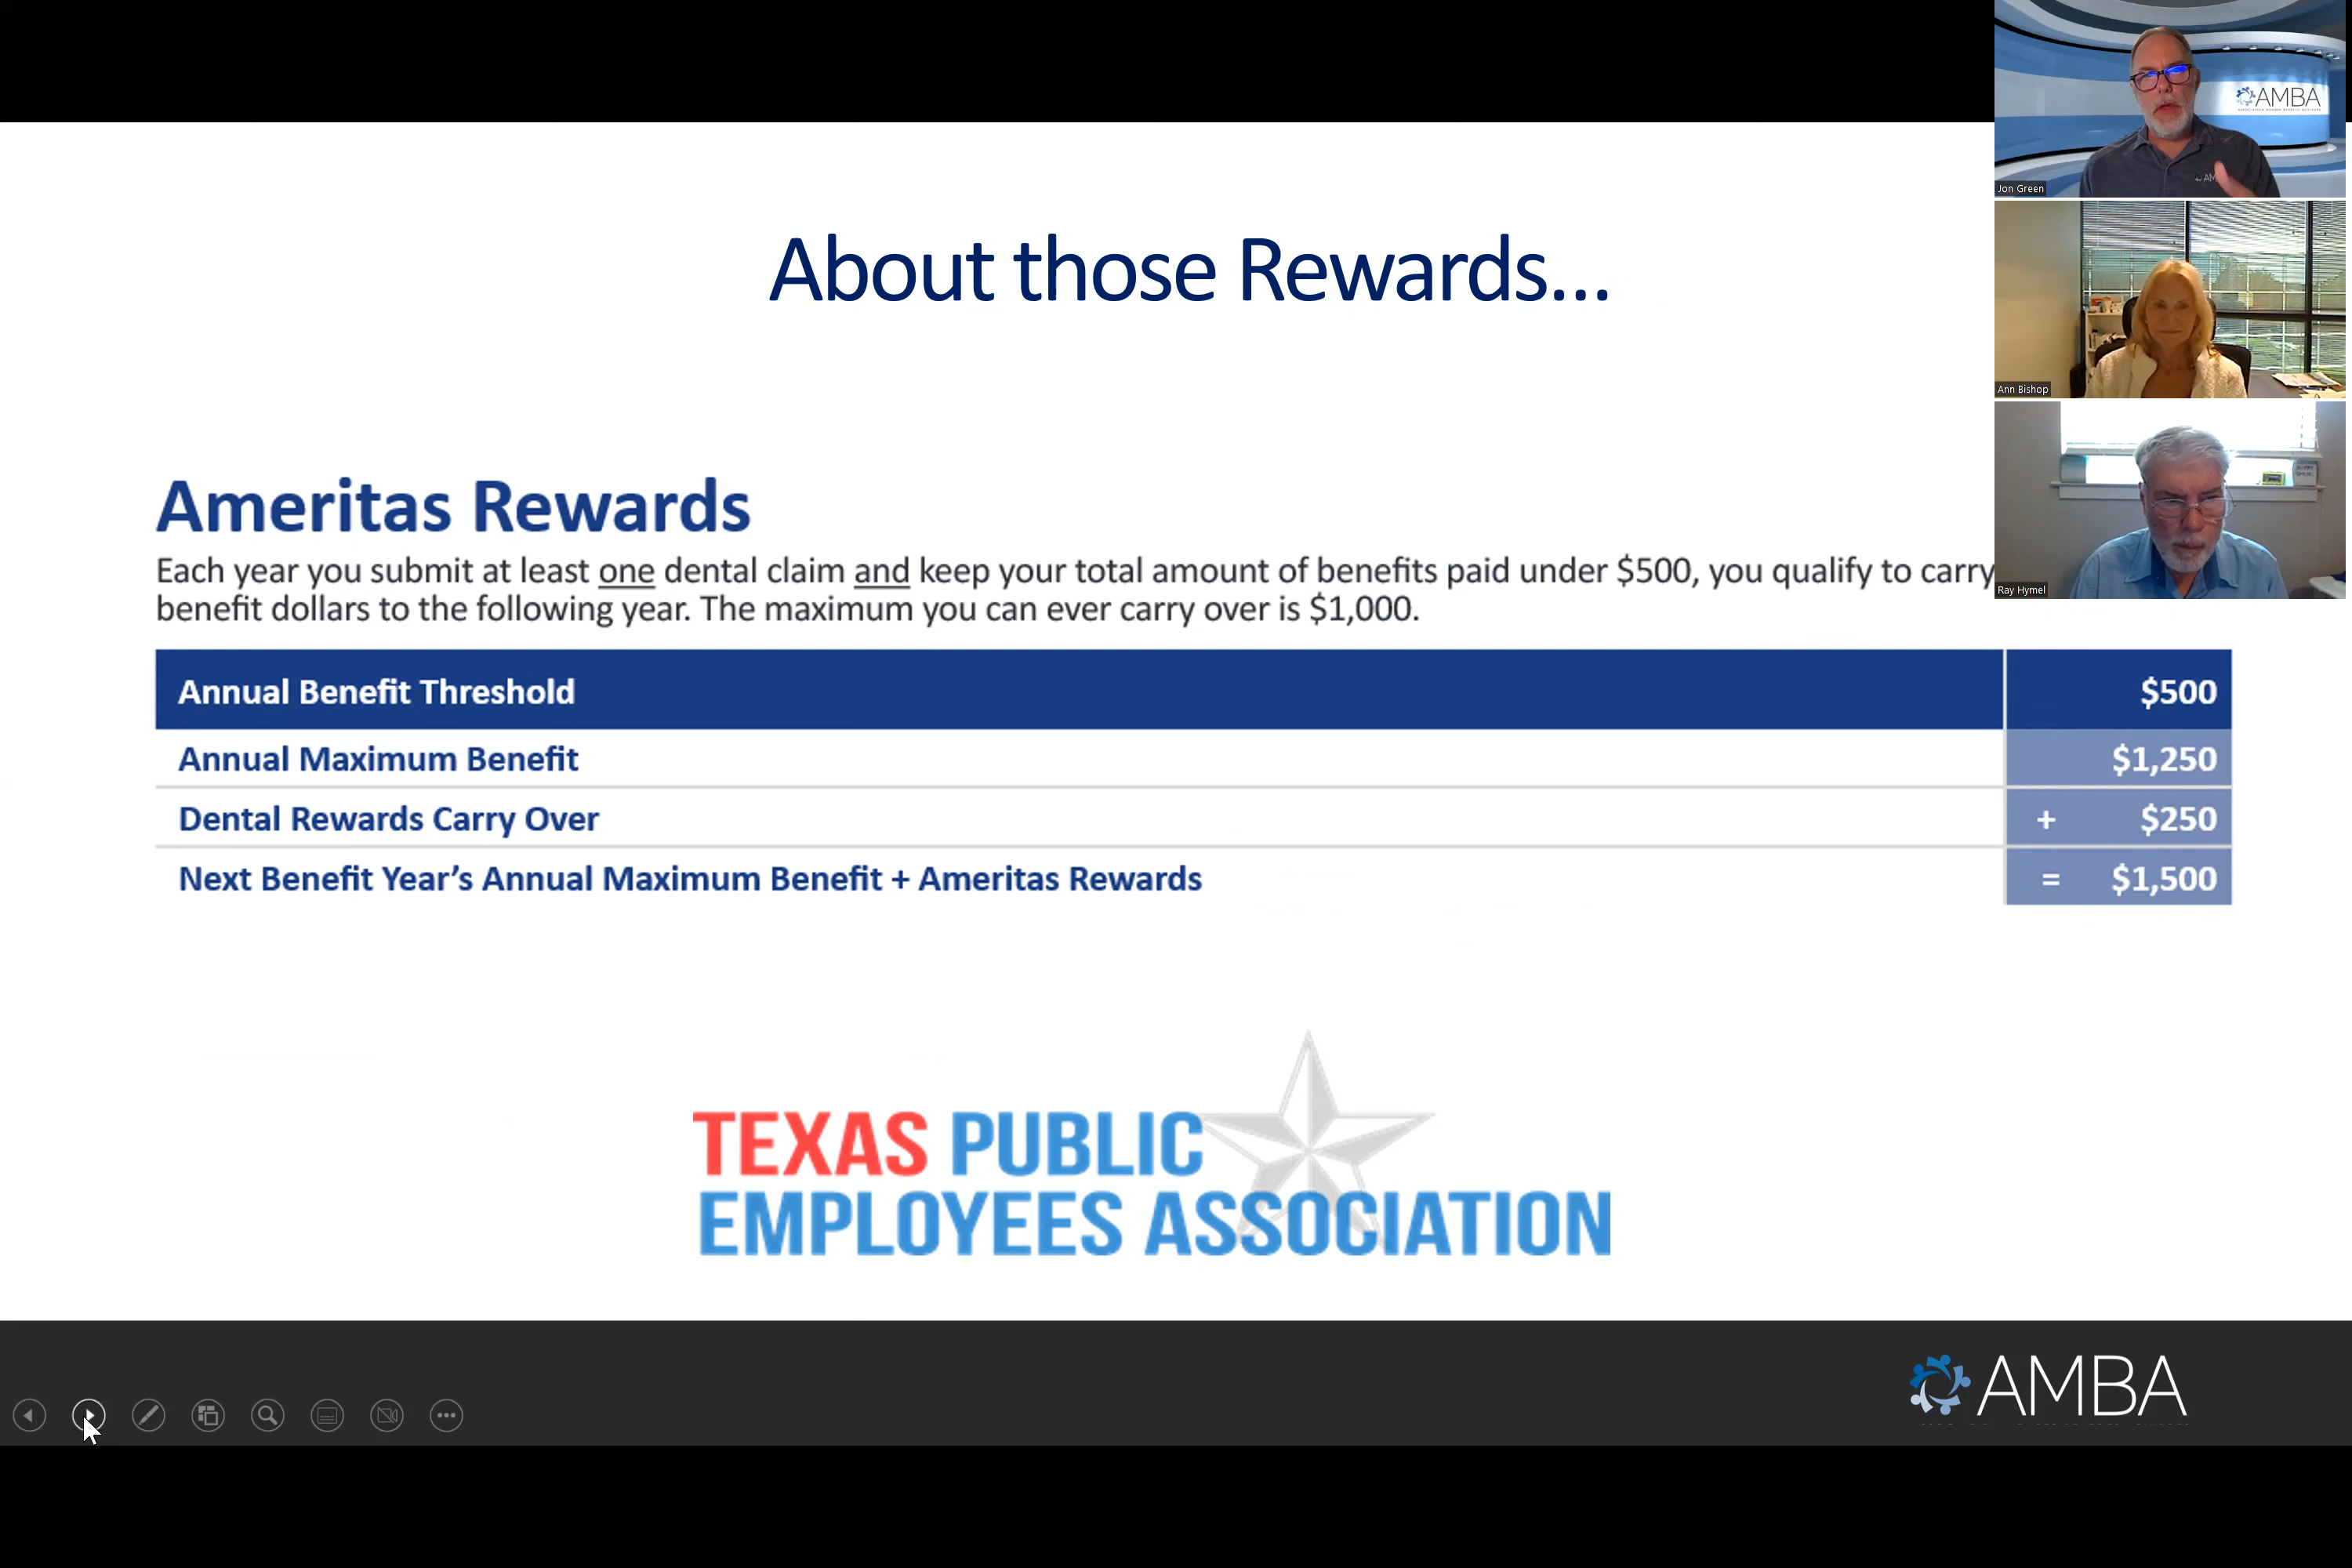 About those Rewards...
Ameritas Rewards
Each year you submit at least one dental claim and keep your total amount of benefits paid under $500, you qualify to carry
benefit dollars to the following year. The maximum you can ever carry over is $1,000.
Annual Benefit Threshold $500
Annual Maximum Benefit $1,250
Dental Rewards Carry Over + $250
Next Benefit Year's Annual Maximum Benefit + Ameritas Rewards = $1,500
TEXAS PUBLIC
EMPLOYEES ASSOCIATION
AMBA
AMBA
Jon Green
Ann Bishop
Ray Hymel